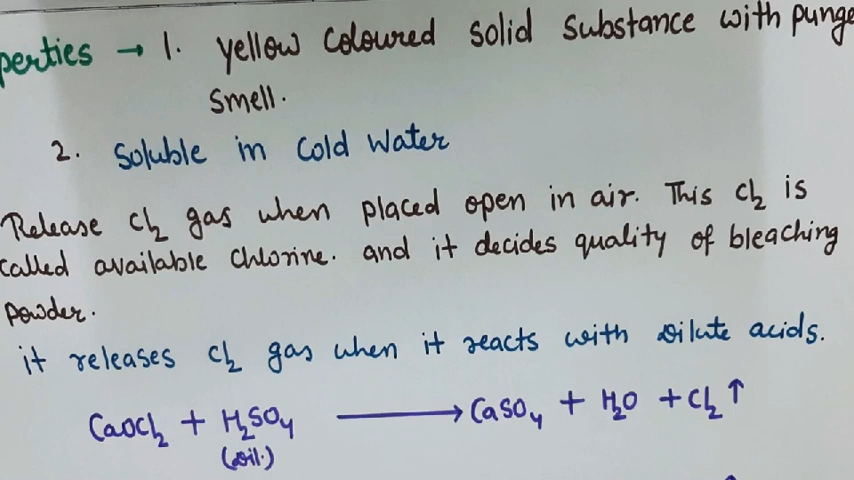 perties → 1. yellow coloured solid substance with punge
smell.
2. Soluble in Cold Water
Release Cl₂ gas when placed open in air. This Cl₂ is
called available Chlorine. and it decides quality of bleaching
powder.
it releases Cl₂ gas when it reacts with dilute acids.
CaOCl₂ + H₂SO₄ ⟶ CaSO₄ + H₂O + Cl₂ ↑
(dil.)